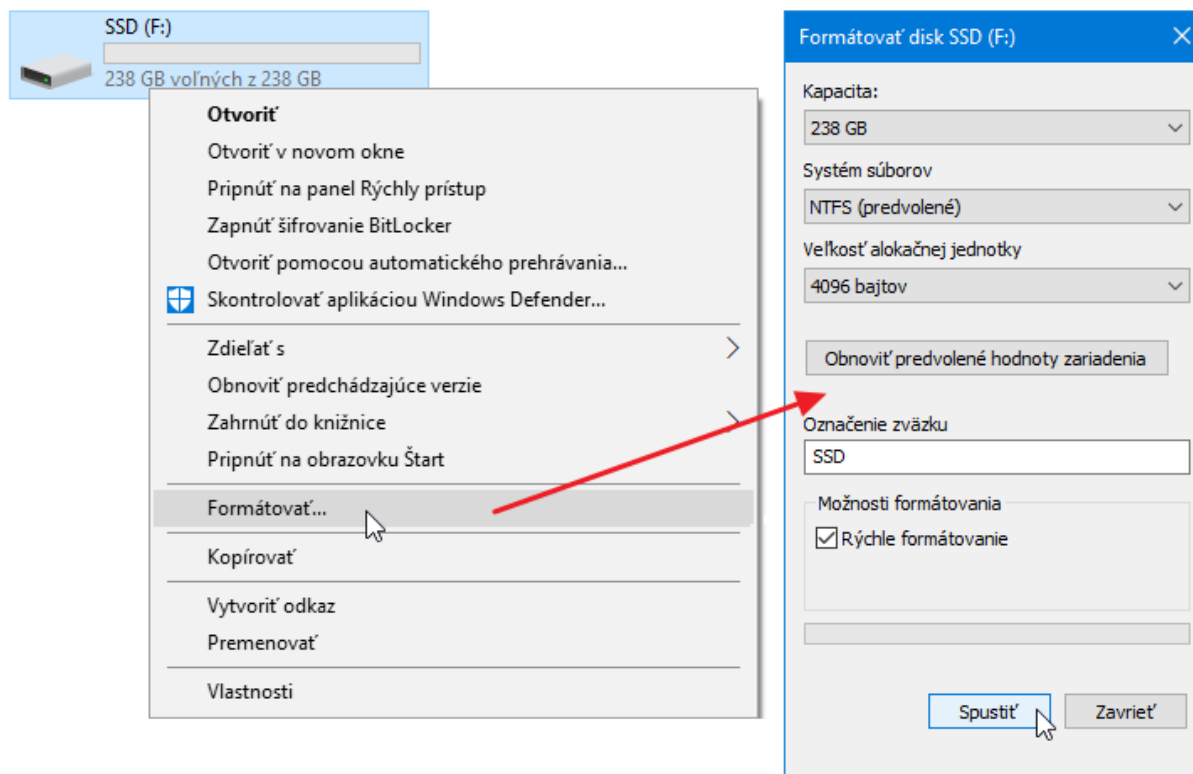 SSD (F:)
238 GB voľných z 238 GB
Otvoriť
Otvoriť v novom okne
Pripnúť na panel Rýchly prístup
Zapnúť šifrovanie BitLocker
Otvoriť pomocou automatického prehrávania...
Skontrolovať aplikáciou Windows Defender...
Zdieľať s
Obnoviť predchádzajúce verzie
Zahrnúť do knižnice
Pripnúť na obrazovku Štart
Formátovať...
Kopírovať
Vytvoriť odkaz
Premenovať
Vlastnosti
Formátovať disk SSD (F:)
Kapacita:
238 GB
Systém súborov
NTFS (predvolené)
Veľkosť alokačnej jednotky
4096 bajtov
Obnoviť predvolené hodnoty zariadenia
Označenie zväzku
SSD
Možnosti formátovania
Rýchle formátovanie
Spustiť
Zavrieť